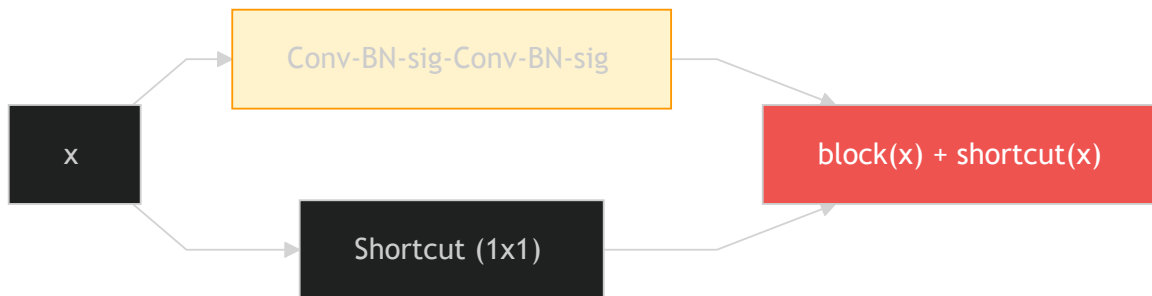 Conv-BN-sig-Conv-BN-sig
x
block(x) + shortcut(x)
Shortcut (1x1)